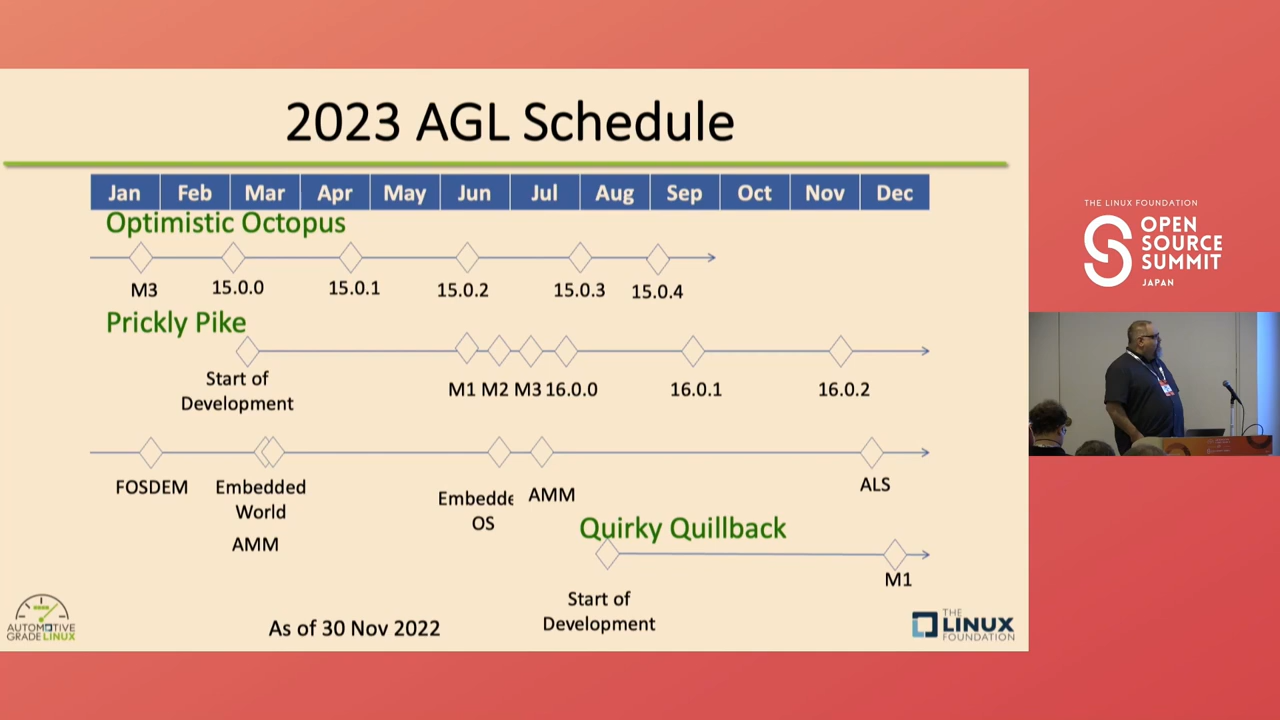 2023 AGL Schedule
Jan Feb Mar Apr May Jun Jul Aug Sep Oct Nov Dec
Optimistic Octopus
M3 15.0.0 15.0.1 15.0.2 15.0.3 15.0.4
Prickly Pike
Start of
Development
M1 M2 M3 16.0.0 16.0.1 16.0.2
FOSDEM
Embedded
World
AMM
Embedde
OS
AMM
ALS
Quirky Quillback
Start of
Development
M1
As of 30 Nov 2022
AUTOMOTIVE
GRADE LINUX
THE
LINUX
FOUNDATION
THE LINUX FOUNDATION
OPEN
SOURCE
SUMMIT
JAPAN